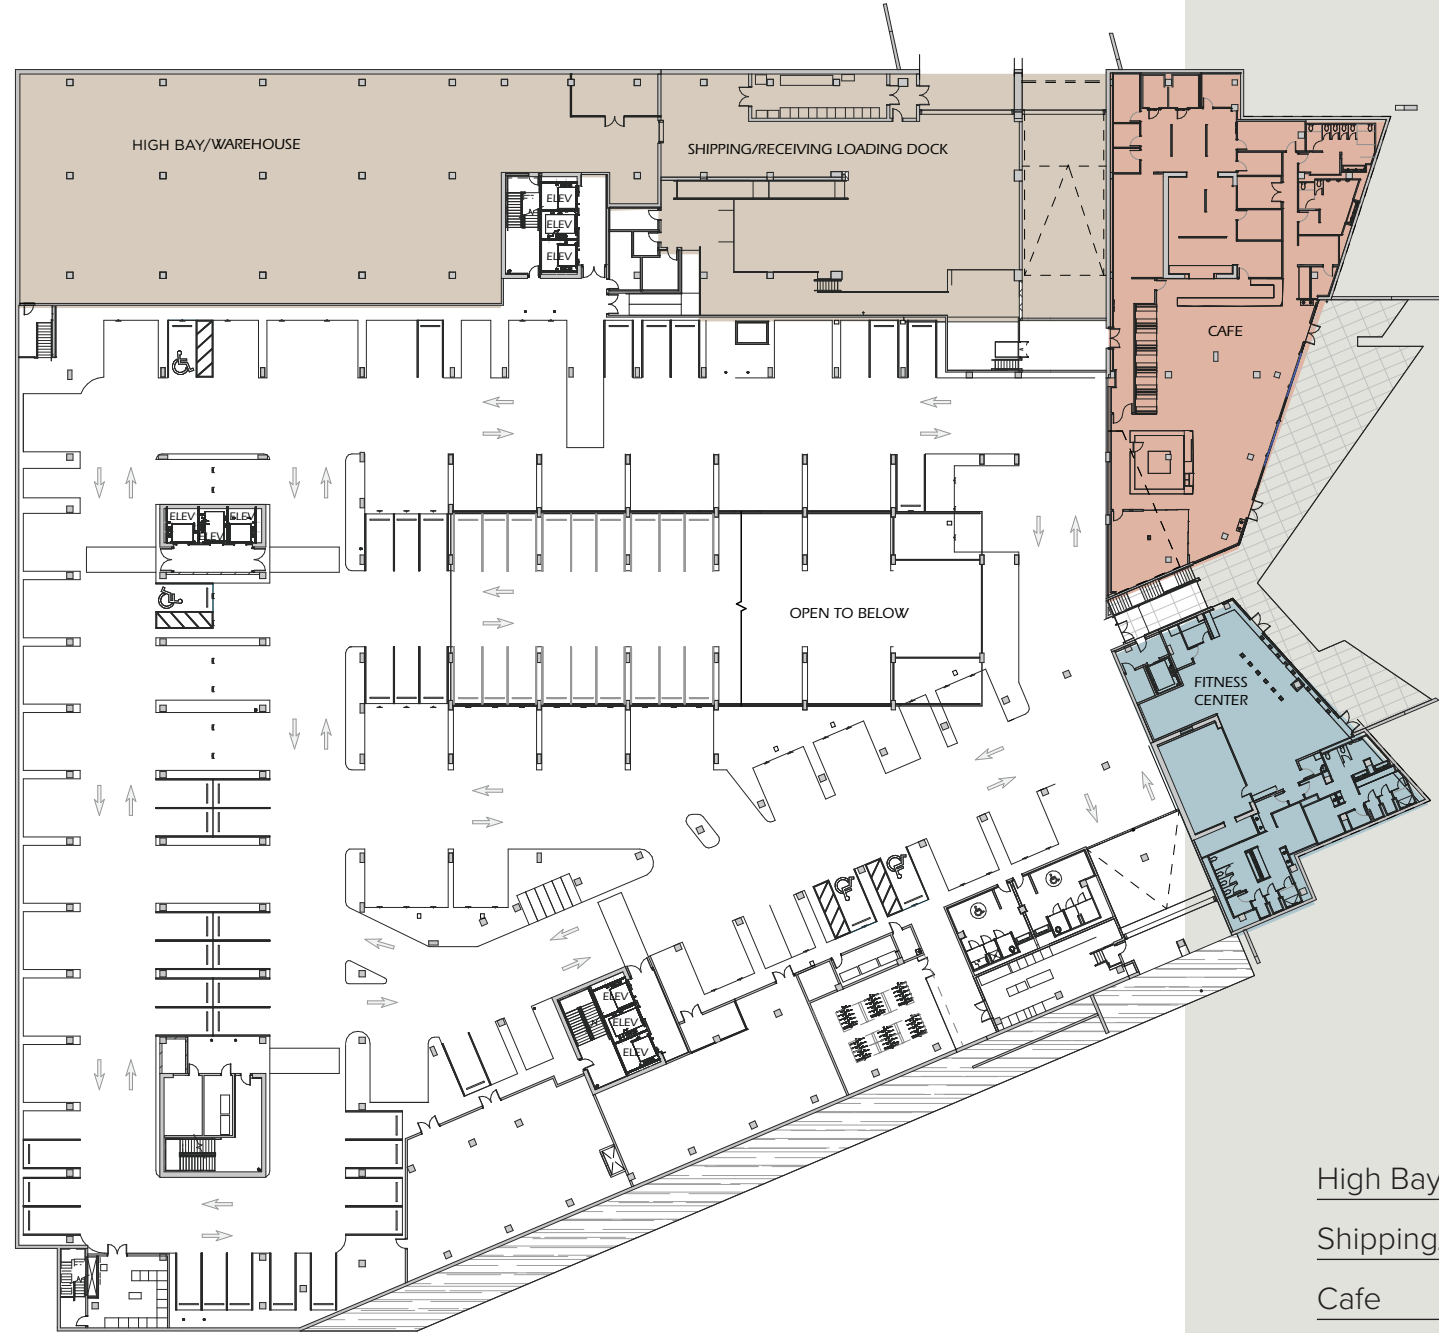 HIGH BAY/WAREHOUSE
SHIPPING/RECEIVING LOADING DOCK
ELEV
ELEV
ELEV
CAFE
ELEV
ELEV
ELEV
OPEN TO BELOW
FITNESS
CENTER
ELEV
ELEV
ELEV
High Bay
Shipping
Cafe